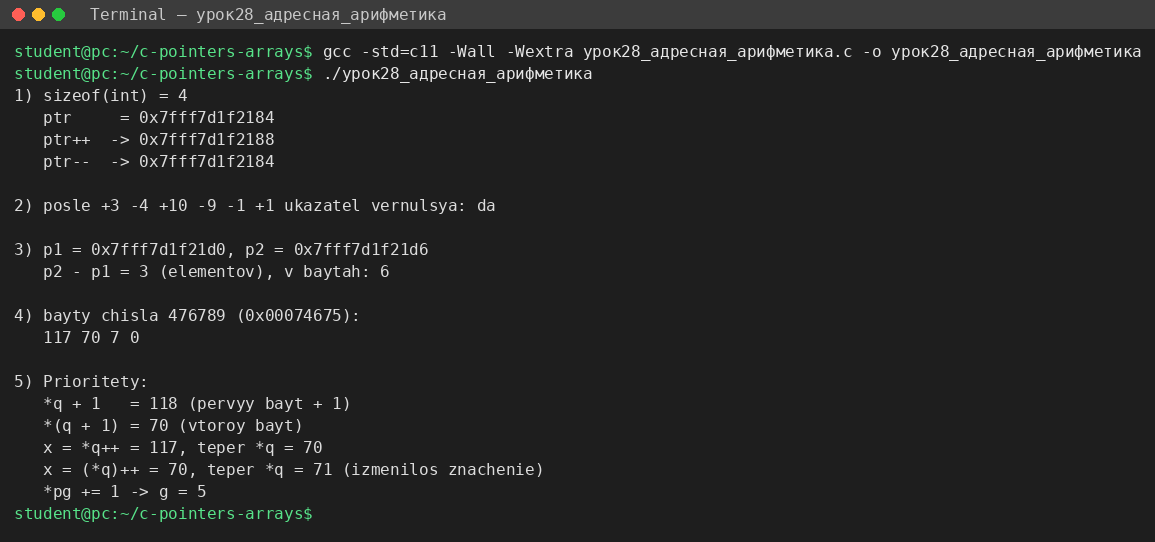 Terminal — урок28_адресная_арифметика
student@pc:~/c-pointers-arrays$ gcc -std=c11 -Wall -Wextra урок28_адресная_арифметика.c -o урок28_адресная_арифметика
student@pc:~/c-pointers-arrays$ ./урок28_адресная_арифметика
1) sizeof(int) = 4
   ptr     = 0x7fff7d1f2184
   ptr++  -> 0x7fff7d1f2188
   ptr--  -> 0x7fff7d1f2184
2) posle +3 -4 +10 -9 -1 +1 ukazatel vernulsya: da
3) p1 = 0x7fff7d1f21d0, p2 = 0x7fff7d1f21d6
   p2 - p1 = 3 (elementov), v baytah: 6
4) bayty chisla 476789 (0x00074675):
   117 70 7 0
5) Prioritety:
   *q + 1   = 118 (pervyy bayt + 1)
   *(q + 1) = 70 (vtoroy bayt)
   x = *q++ = 117, teper *q = 70
   x = (*q)++ = 70, teper *q = 71 (izmenilos znachenie)
   *pg += 1 -> g = 5
student@pc:~/c-pointers-arrays$